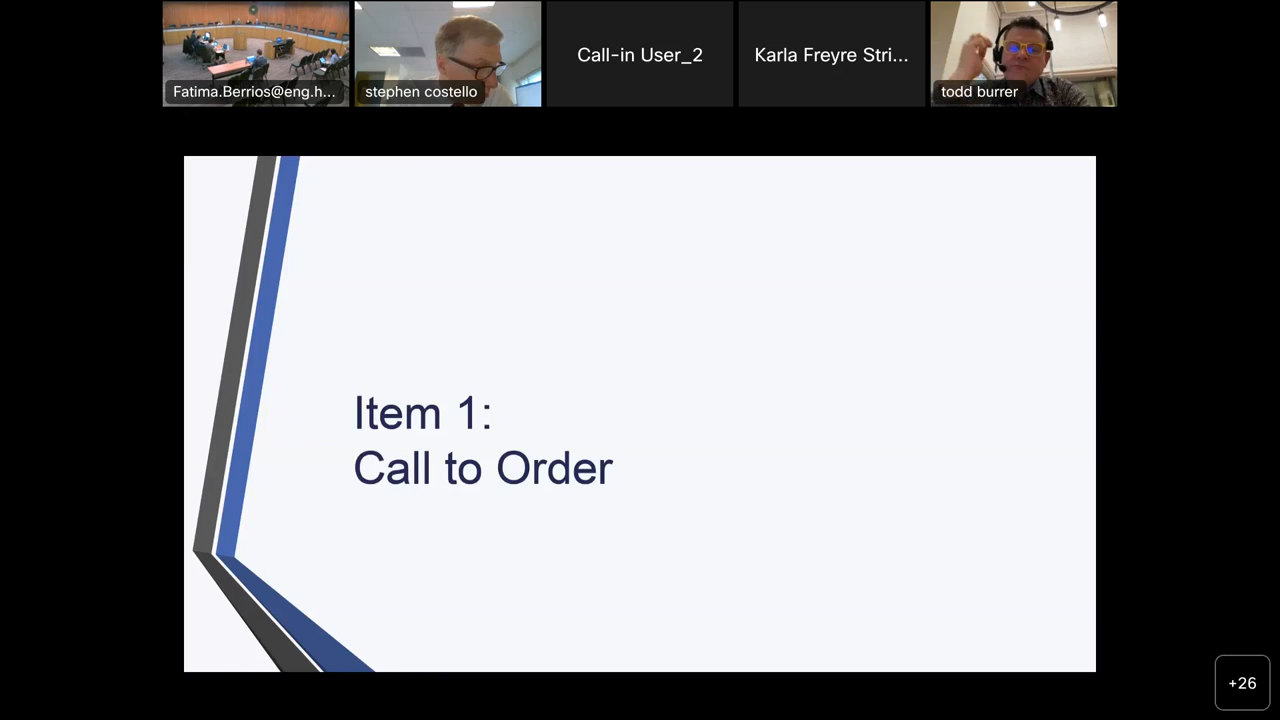 Fatima.Berrios@eng.h...
stephen costello
Call-in User_2
Karla Freyre Stri...
todd burrer
Item 1:
Call to Order
+26